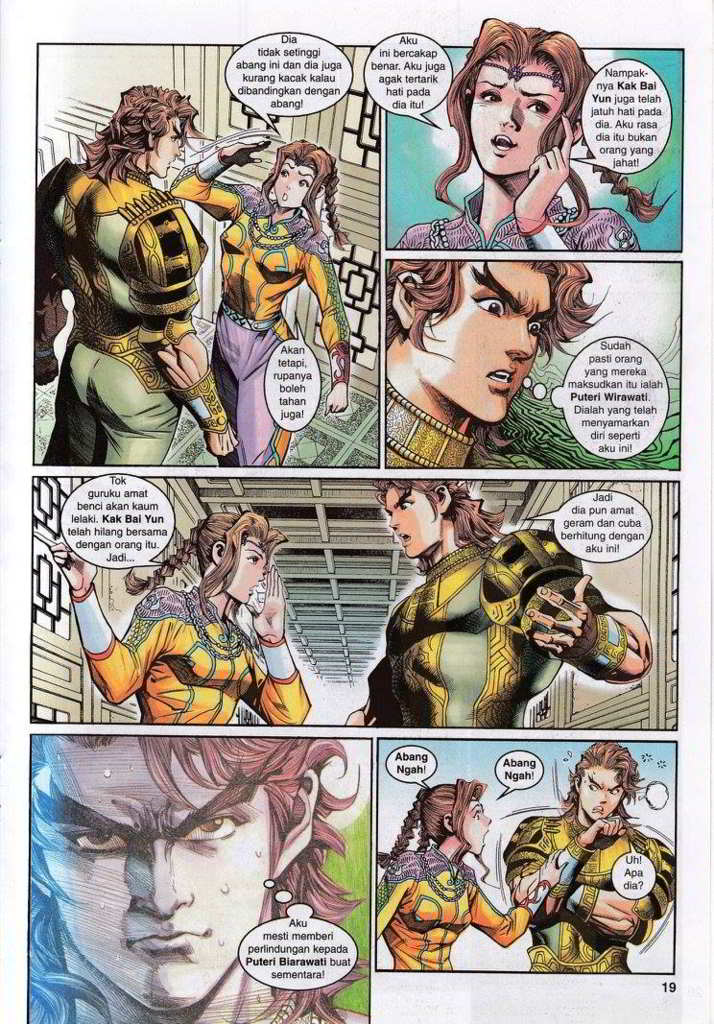 Dia
tidak setinggi
abang ini dan dia juga
kurang kacak kalau
dibandingkan dengan
abang!
Akan
tetapi,
rupanya
boleh
tahan
juga!
Aku
ini bercakap
benar. Aku juga
agak tertarik
hati pada
dia itu!
Nampak-
nya Kak Bai
Yun juga telah
jatuh hati pada
dia. Aku rasa
dia itu bukan
orang yang
jahat!
Sudah
pasti orang
yang mereka
maksudkan itu ialah
Puteri Wirawati.
Dialah yang telah
menyamarkan
diri seperti
aku ini!
Tok
guruku amat
benci akan kaum
lelaki. Kak Bai Yun
telah hilang bersama
dengan orang itu.
Jadi...
Jadi
dia pun amat
geram dan cuba
berhitung dengan
aku ini!
Aku
mesti memberi
perlindungan kepada
Puteri Biarawati buat
sementara!
Abang
Ngah!
Abang
Ngah!
Uh!
Apa
dia?
19